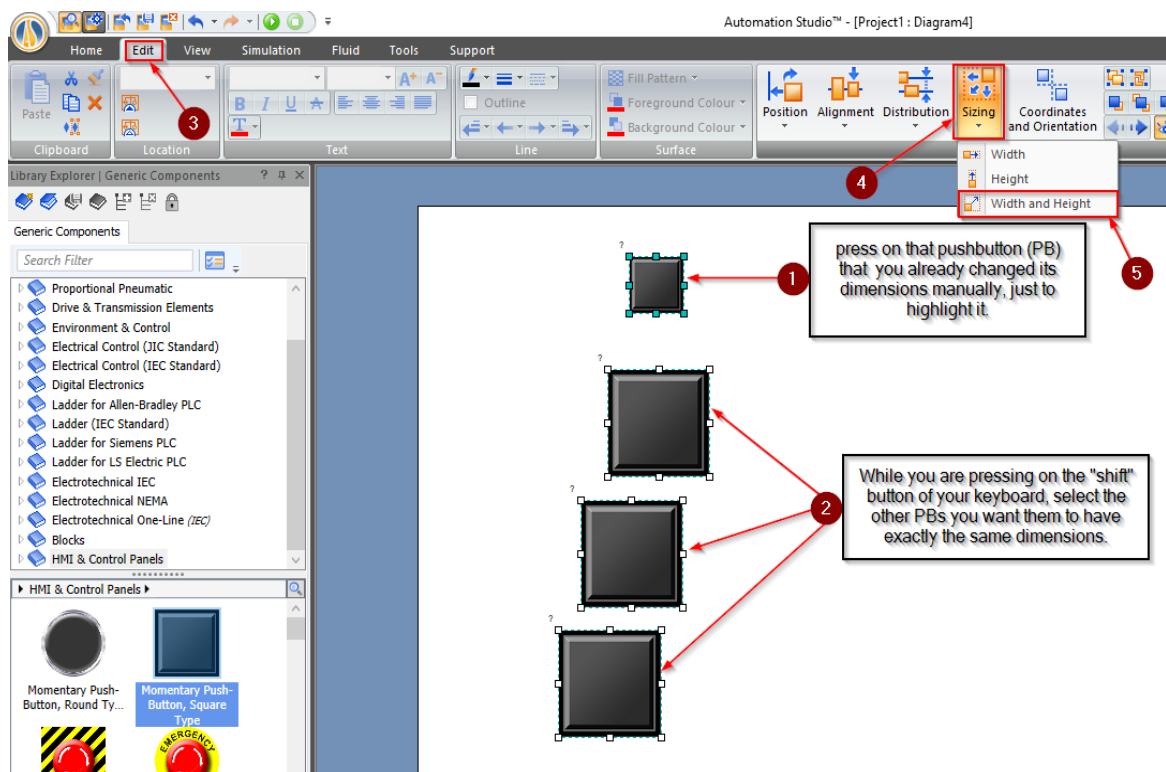 Automation Studio™ - [Project1 : Diagram4]
Home Edit View Simulation Fluid Tools Support
Paste
Clipboard
3
Location
A+ A-
B I U A
T
Text
Outline
Line
Fill Pattern
Foreground Colour
Background Colour
Surface
Position Alignment Distribution Sizing Coordinates
and Orientation
4
Width
Height
Width and Height
5
Library Explorer | Generic Components ?
Generic Components
Search Filter
Proportional Pneumatic
Drive & Transmission Elements
Environment & Control
Electrical Control (JIC Standard)
Electrical Control (IEC Standard)
Digital Electronics
Ladder for Allen-Bradley PLC
Ladder (IEC Standard)
Ladder for Siemens PLC
Ladder for LS Electric PLC
Electrotechnical IEC
Electrotechnical NEMA
Electrotechnical One-Line (IEC)
Blocks
HMI & Control Panels
HMI & Control Panels
Momentary Push-
Button, Round Ty...
Momentary Push-
Button, Square
Type
EMERGENCY
?
1
press on that pushbutton (PB)
that you already changed its
dimensions manually, just to
highlight it.
?
?
?
2
While you are pressing on the "shift"
button of your keyboard, select the
other PBs you want them to have
exactly the same dimensions.